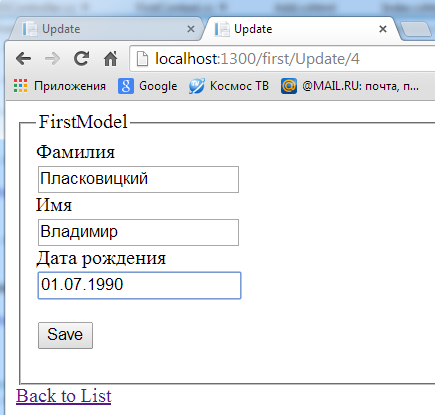 Update Update
localhost:1300/first/Update/4
Приложения Google Космос ТВ @MAIL.RU: почта, п...
FirstModel
Фамилия
Пласковицкий
Имя
Владимир
Дата рождения
01.07.1990
Save
Back to List